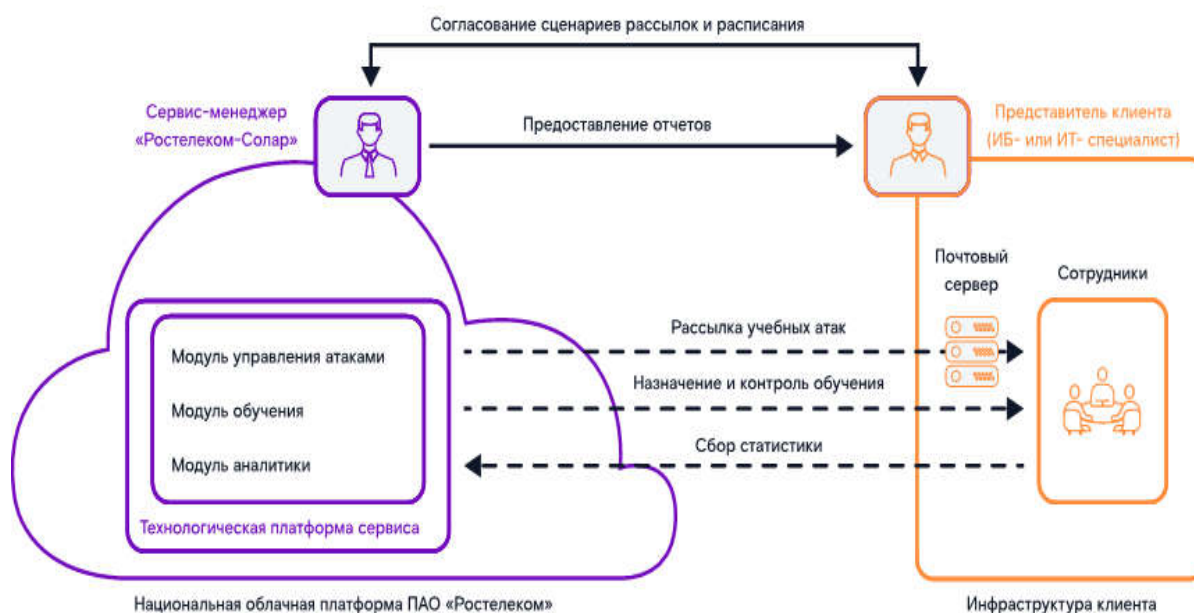 Согласование сценариев рассылок и расписания
Сервис-менеджер
«Ростелеком-Солар»
Предоставление отчетов
Представитель клиента
(ИБ- или ИТ- специалист)
Почтовый
сервер
Сотрудники
Модуль управления атаками
Модуль обучения
Модуль аналитики
Технологическая платформа сервиса
Рассылка учебных атак
Назначение и контроль обучения
Сбор статистики
Национальная облачная платформа ПАО «Ростелеком»
Инфраструктура клиента